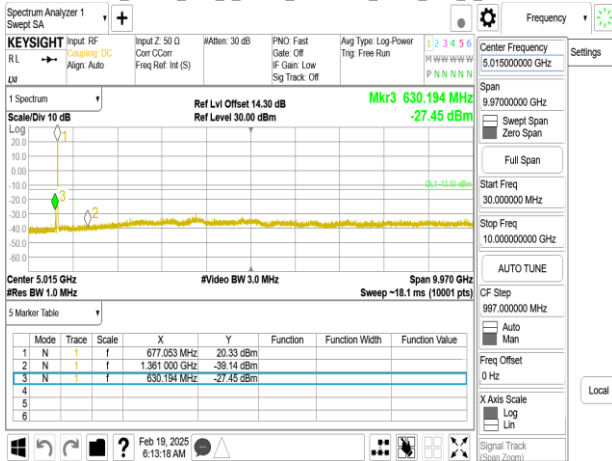 Spectrum Analyzer 1
Swept SA
Frequency
KEYSIGHT
RL
Input: RF
Coupling: DC
Align: Auto
Input Z: 50 Ω
Corr CCorr
Freq Ref: Int (S)
#Atten: 30 dB
PNO: Fast
Gate: Off
IF Gain: Low
Sig Track: Off
Avg Type: Log-Power
Trig: Free Run
1 2 3 4 5 6
M W W W W W
P N N N N N
1 Spectrum
Scale/Div 10 dB
Ref Lvl Offset 14.30 dB
Ref Level 30.00 dBm
Mkr3 630.194 MHz
-27.45 dBm
Log
20.0
10.0
0.00
-10.0
-20.0
-30.0
-40.0
-50.0
-60.0
1
2
3
DL1 -13.00 dBm
Center 5.015 GHz
#Res BW 1.0 MHz
#Video BW 3.0 MHz
Span 9.970 GHz
Sweep ~18.1 ms (10001 pts)
5 Marker Table
Mode Trace Scale X Y Function Function Width Function Value
1 N 1 f 677.053 MHz 20.33 dBm
2 N 1 f 1.361 000 GHz -39.14 dBm
3 N 1 f 630.194 MHz -27.45 dBm
4
5
6
Feb 19, 2025
6:13:18 AM
Center Frequency
5.015000000 GHz
Span
9.97000000 GHz
Swept Span
Zero Span
Full Span
Start Freq
30.000000 MHz
Stop Freq
10.000000000 GHz
AUTO TUNE
CF Step
997.000000 MHz
Auto
Man
Freq Offset
0 Hz
X Axis Scale
Log
Lin
Signal Track
(Span Zoom)
Settings
Local